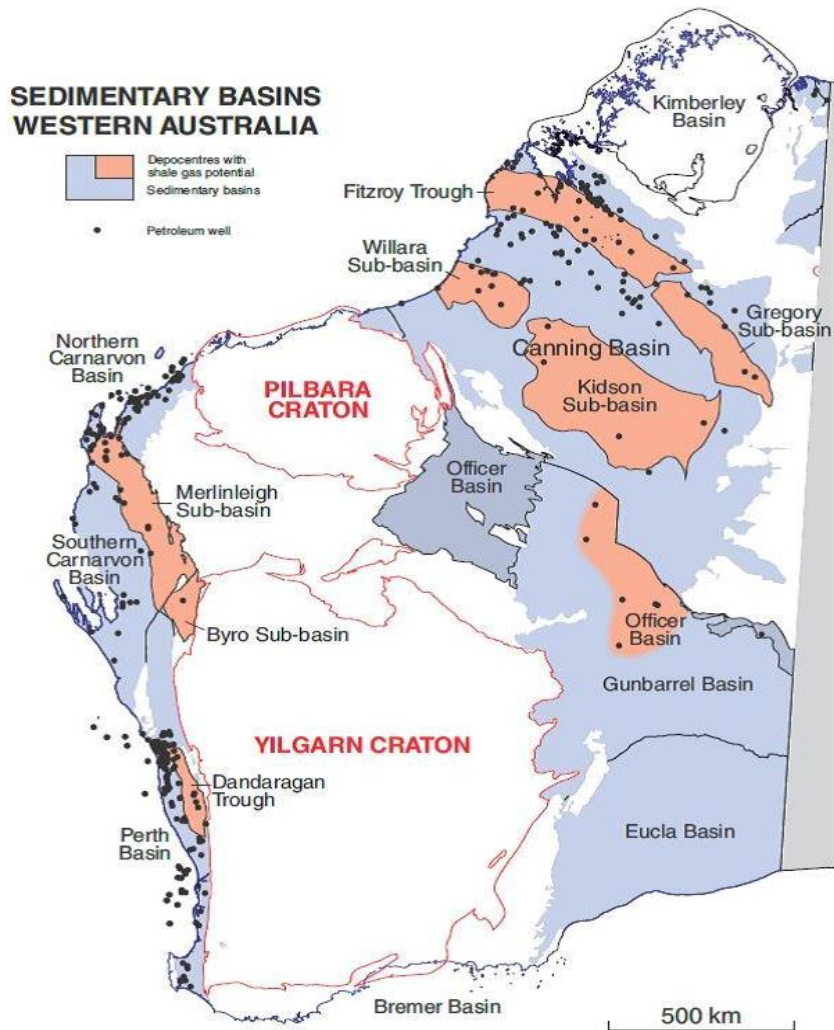 SEDIMENTARY BASINS
WESTERN AUSTRALIA
Depocentres with
shale gas potential
Sedimentary basins
Petroleum well
Kimberley
Basin
Fitzroy Trough
Willara
Sub-basin
Gregory
Sub-basin
Northern
Carnarvon
Basin
Canning Basin
PILBARA
CRATON
Kidson
Sub-basin
Officer
Basin
Merlinleigh
Sub-basin
Southern
Carnarvon
Basin
Byro Sub-basin
Officer
Basin
Gunbarrel Basin
YILGARN CRATON
Dandaragan
Trough
Perth
Basin
Eucla Basin
Bremer Basin
500 km